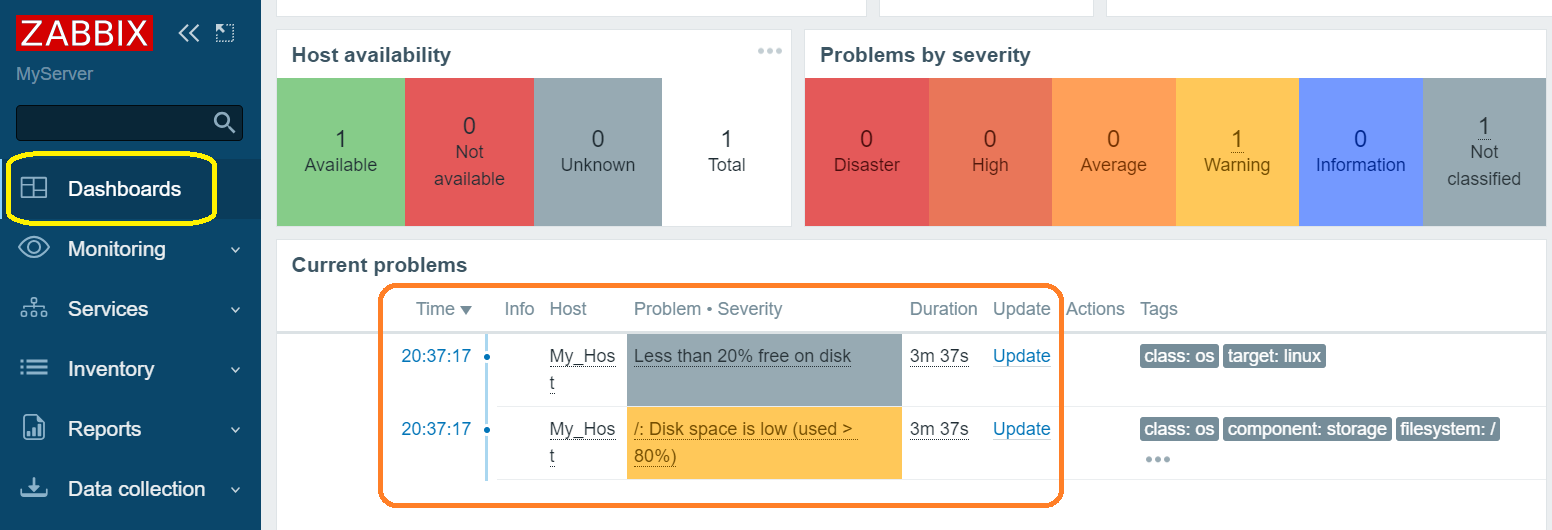 ZABBIX
MyServer
Dashboards
Monitoring
Services
Inventory
Reports
Data collection
Host availability
1
Available
0
Not
available
0
Unknown
1
Total
Problems by severity
0
Disaster
0
High
0
Average
1
Warning
0
Information
1
Not
classified
Current problems
Time Info Host Problem • Severity Duration Update Actions Tags
20:37:17 My_Hos Less than 20% free on disk 3m 37s Update class: os target: linux
t
20:37:17 My_Hos /: Disk space is low (used > 3m 37s Update class: os component: storage filesystem: /
t 80%)